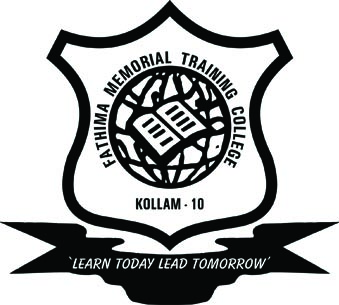 FATHIMA MEMORIAL TRAINING COLLEGE
KOLLAM - 10
`LEARN TODAY LEAD TOMORROW´